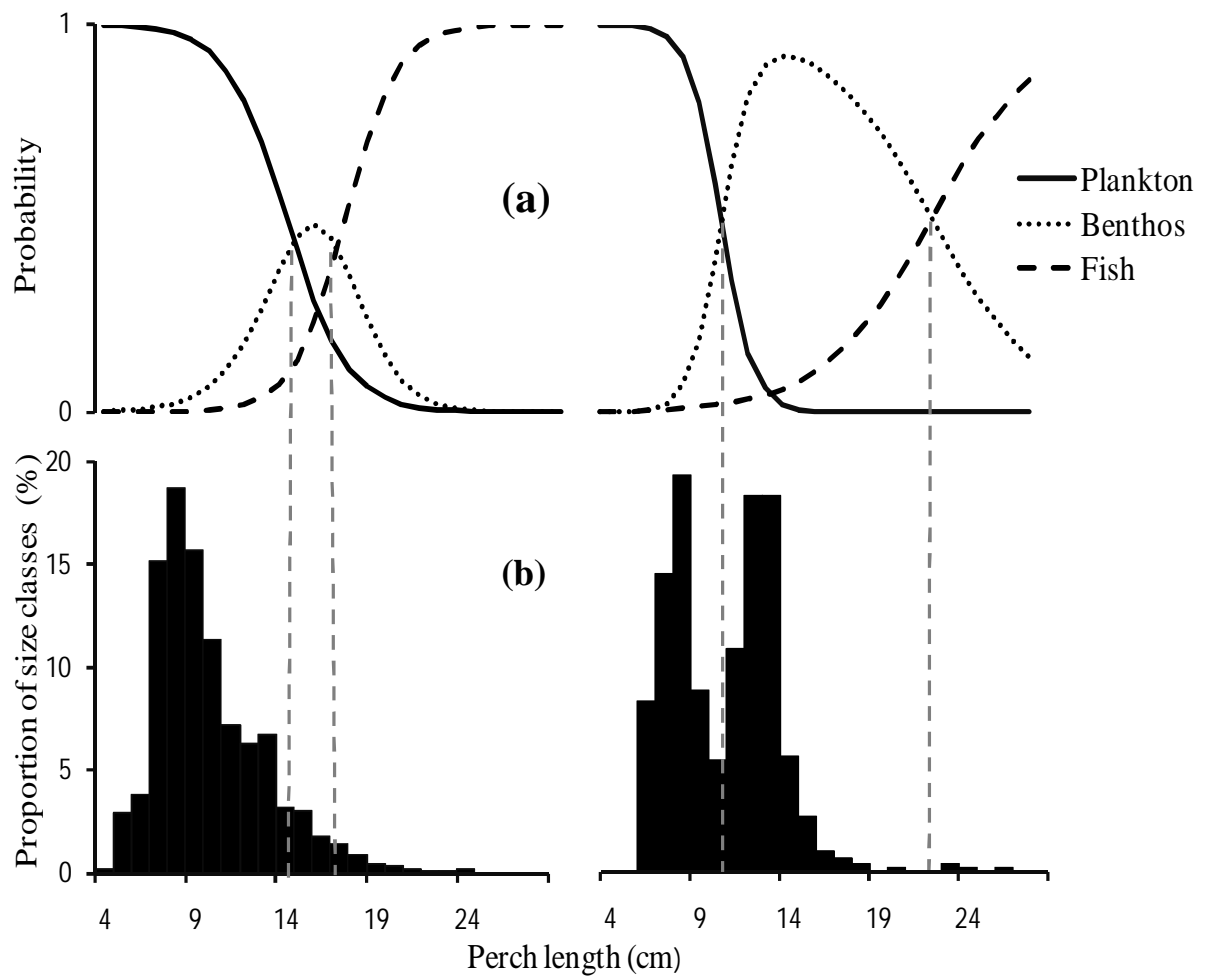 1
Probability
(a)
Plankton
Benthos
Fish
0
Proportion of size classes (%)
20
15
(b)
10
5
0
4 9 14 19 24 4 9 14 19 24
Perch length (cm)